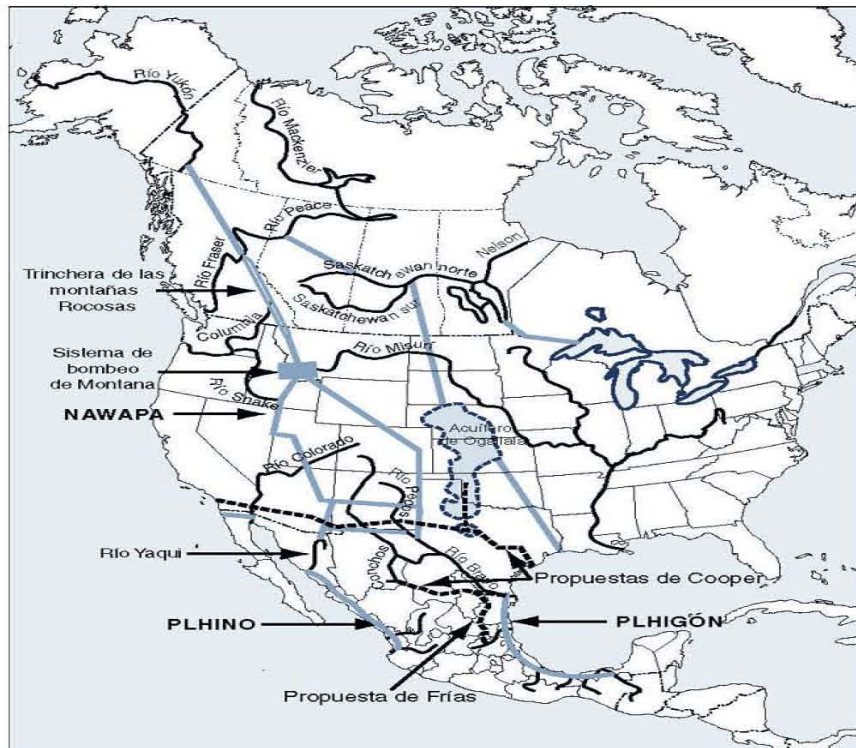 Río Yukón
Río Mackenzier
Río Peace
Río Fraser
Nelson
Saskatchewan norte
Trinchera de las
montañas
Rocosas
Saskatchewan sur
Columbia
Río Misuri
Sistema de
bombeo
de Montana
Río Snake
NAWAPA
Acuífero
de Ogallala
Río Colorado
Río Pecos
Río Yaqui
Conchos
Río Bravo
Propuestas de Cooper
PLHINO
PLHIGÓN
Propuesta de Frías